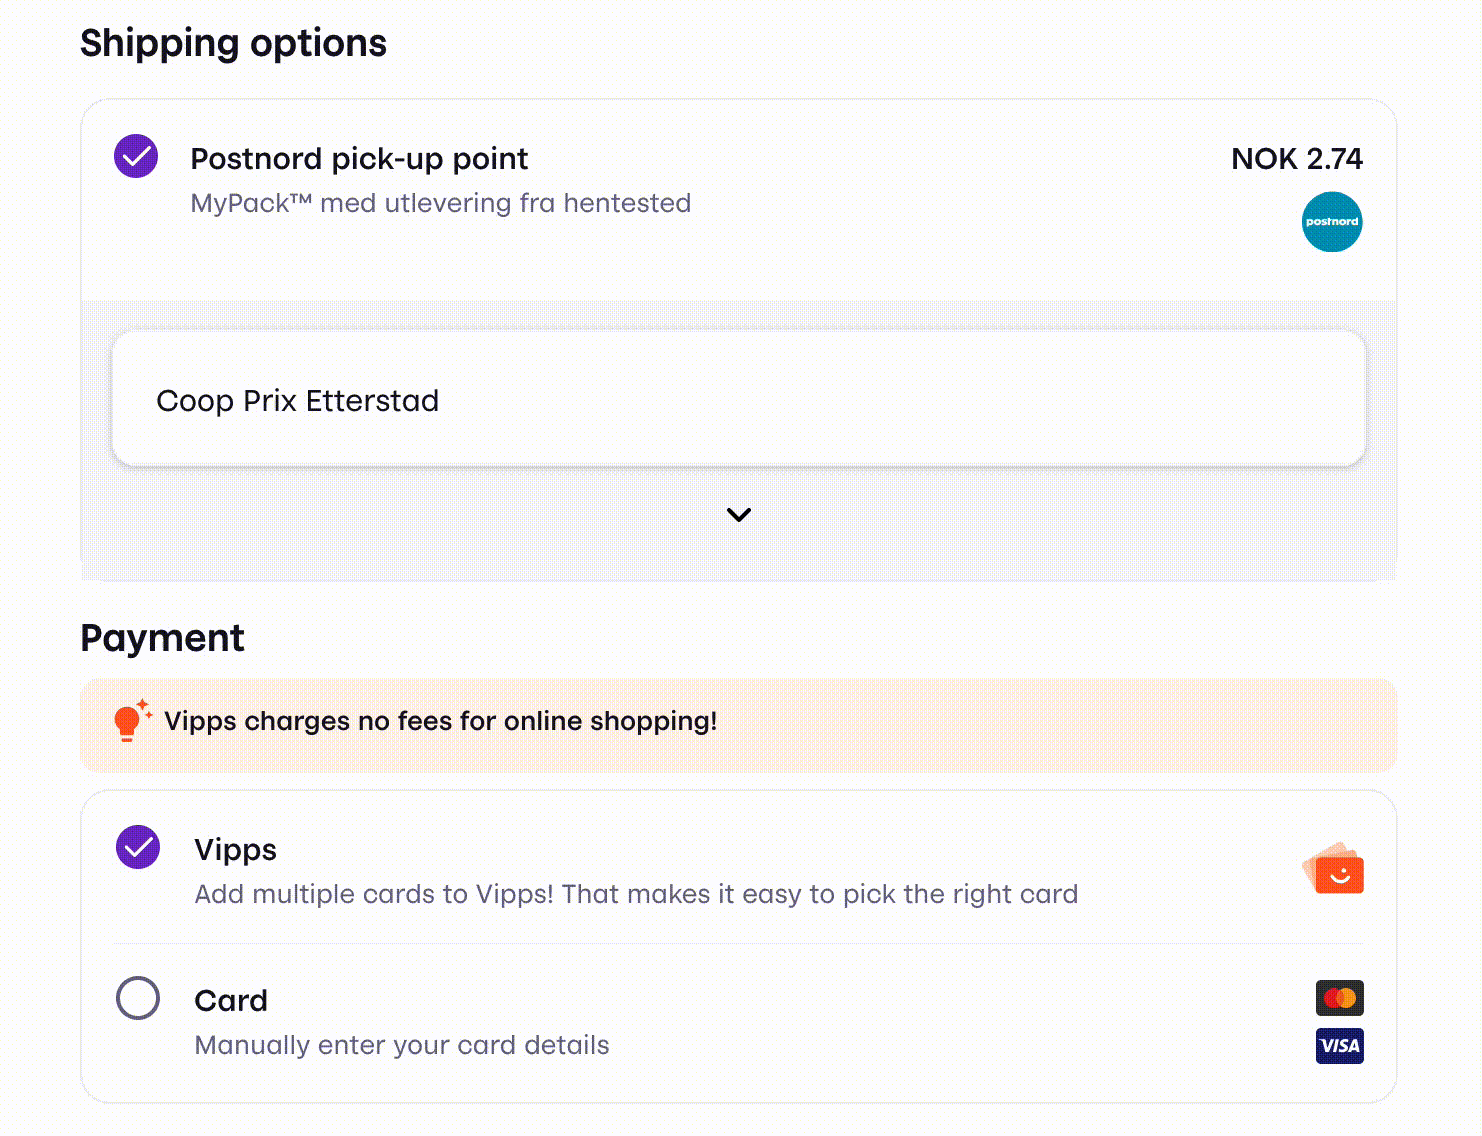 Shipping options
Postnord pick-up point
NOK 2.74
MyPack™ med utlevering fra hentested
postnord
Coop Prix Etterstad
Payment
Vipps charges no fees for online shopping!
Vipps
Add multiple cards to Vipps! That makes it easy to pick the right card
Card
Manually enter your card details
VISA